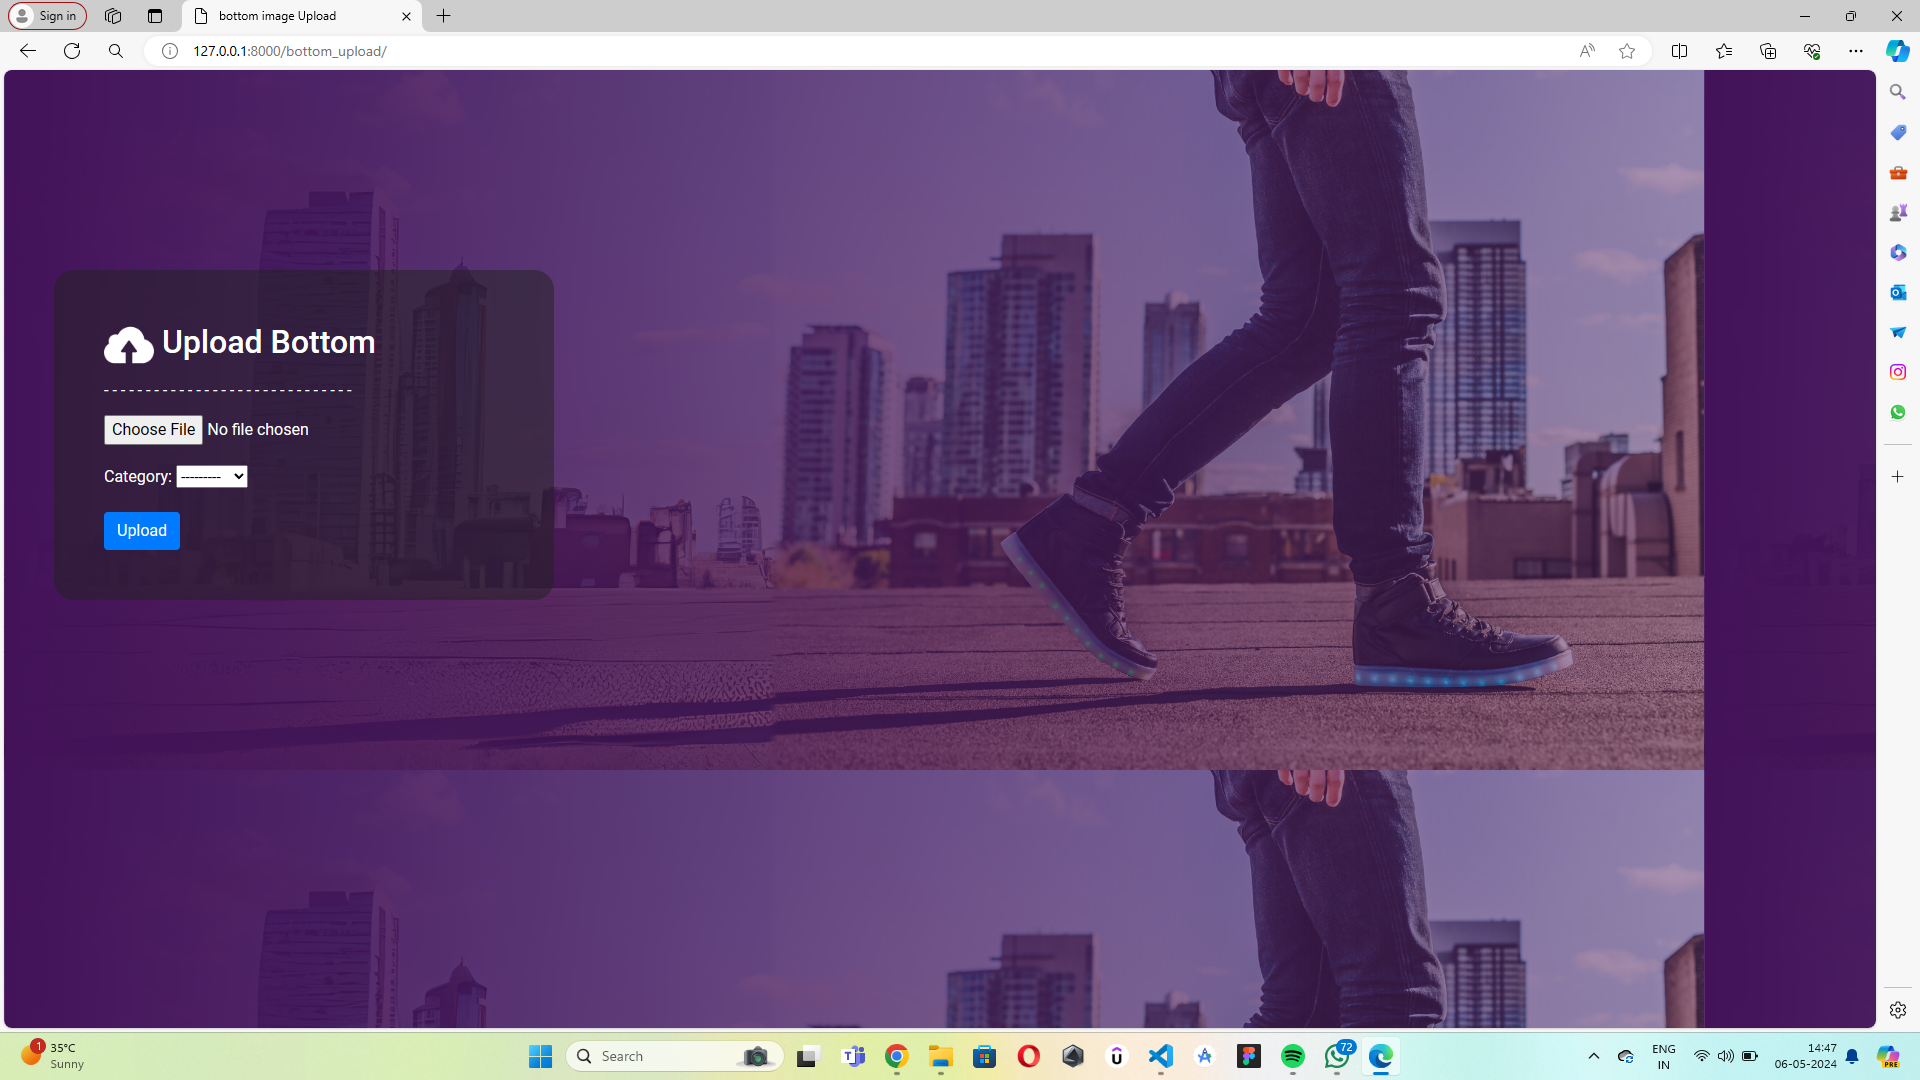 Sign in
bottom image Upload
127.0.0.1:8000/bottom_upload/
Upload Bottom
------------------------------
Choose File No file chosen
Category: ---------
Upload
1
35°C
Sunny
Search
72
ENG
IN
14:47
06-05-2024
PRE